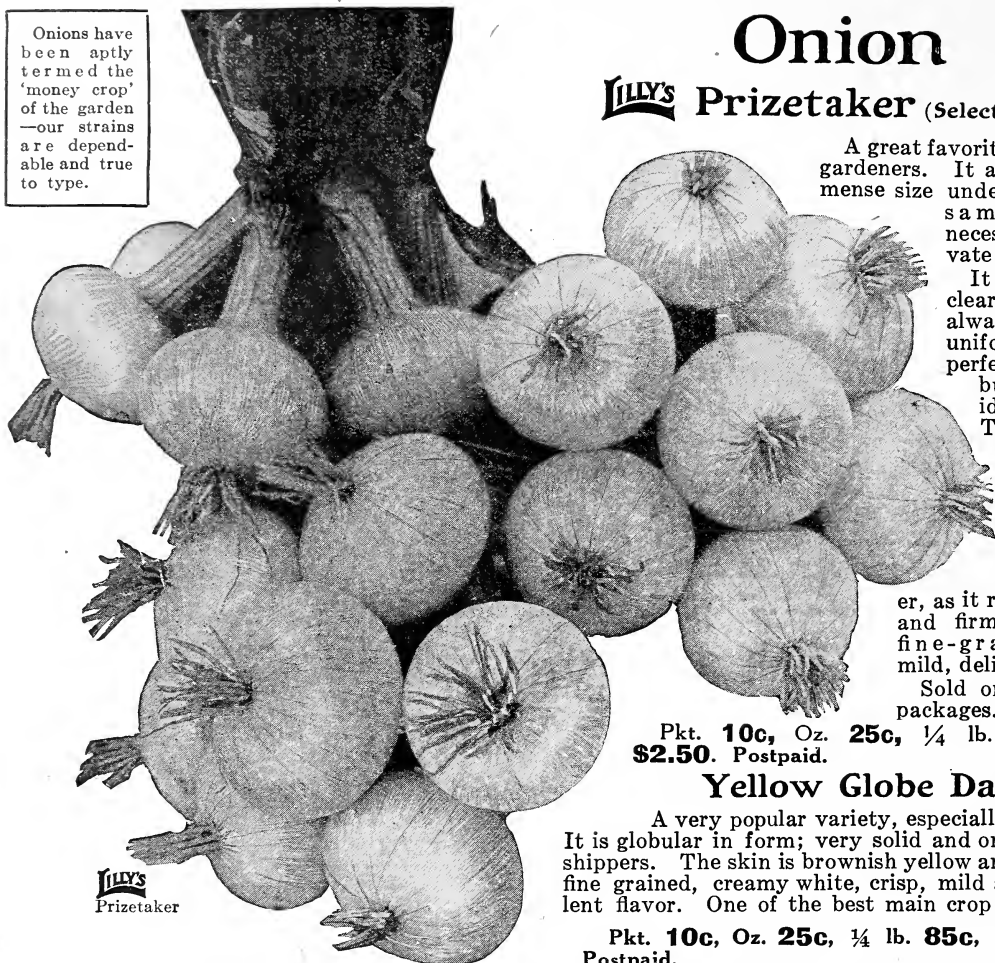 Onions have
been aptly
termed the
'money crop'
of the garden
—our strains
are depend-
able and true
to type.
Onion
LILLY'S Prizetaker (Select
A great favorit
gardeners. It a
mense size unde
sam
neces
vate
It
clear
alwa
unifo
perfe
br
id
T
er, as it r
and firm
fine-gra
mild, deli
Sold or
packages.
Pkt. 10c, Oz. 25c, ¼ lb.
$2.50. Postpaid.
Yellow Globe Da
A very popular variety, especiall
It is globular in form; very solid and or
shippers. The skin is brownish yellow an
fine grained, creamy white, crisp, mild
lent flavor. One of the best main crop
Pkt. 10c, Oz. 25c, ¼ lb. 85c,
Postpaid.
LILLY'S
Prizetaker